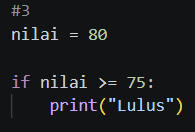 #3
nilai = 80

if nilai >= 75:
    print("Lulus")